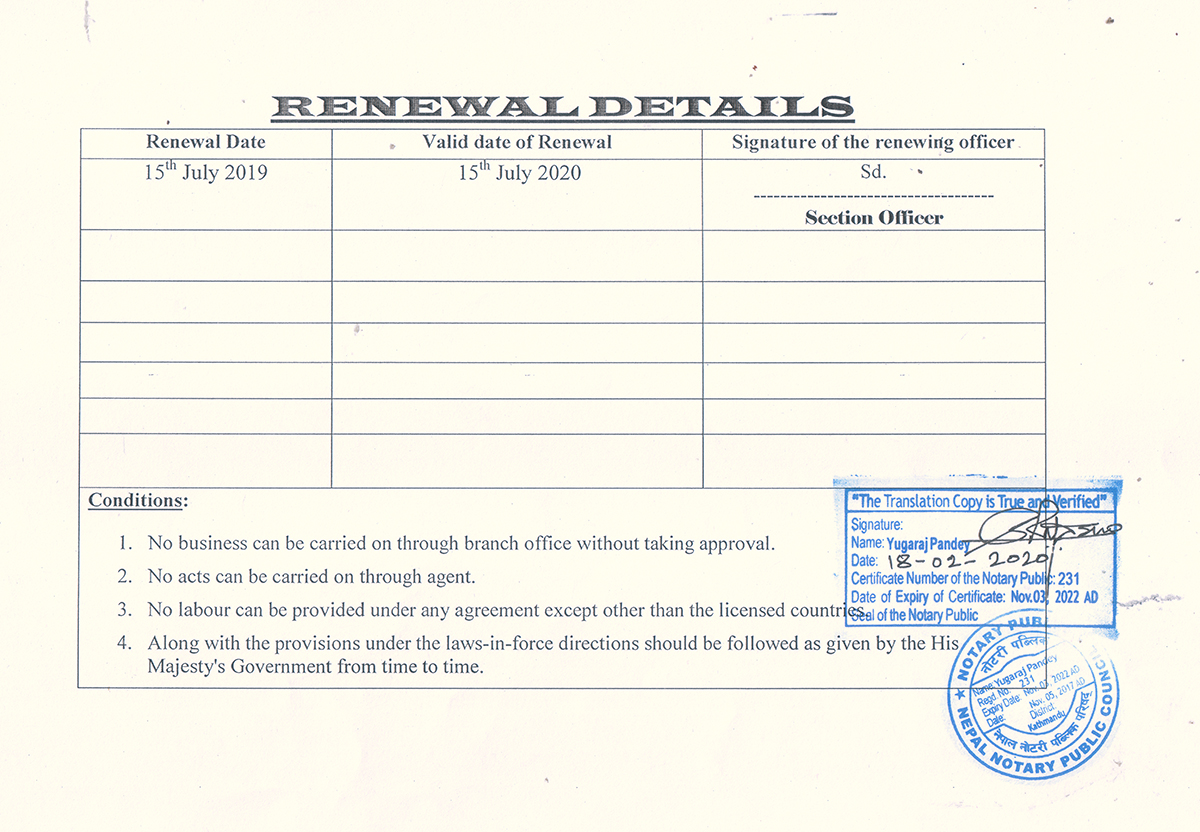 RENEWAL DETAILS
Renewal Date Valid date of Renewal Signature of the renewing officer
15th July 2019 15th July 2020 Sd.
------------------------------------
Section Officer
Conditions:
1. No business can be carried on through branch office without taking approval.
2. No acts can be carried on through agent.
3. No labour can be provided under any agreement except other than the licensed countries.
4. Along with the provisions under the laws-in-force directions should be followed as given by the His
Majesty's Government from time to time.
"The Translation Copy is True and Verified"
Signature:
Name: Yugaraj Pandey
Date: 18-02-2020
Certificate Number of the Notary Public: 231
Date of Expiry of Certificate: Nov.03, 2022 AD
Seal of the Notary Public
★ NOTARY PUB COUNCIL
नोटरी पब्लिक
Name: Yugaraj Pandey
Regd. No.: 231
Expiry Date: Nov. 03, 2022 AD
Date: Nov. 05, 2017 AD
District:
Kathmandu
नेपाल नोटरी पब्लिक परिषद्
NEPAL NOTARY PUBLIC COUNCIL